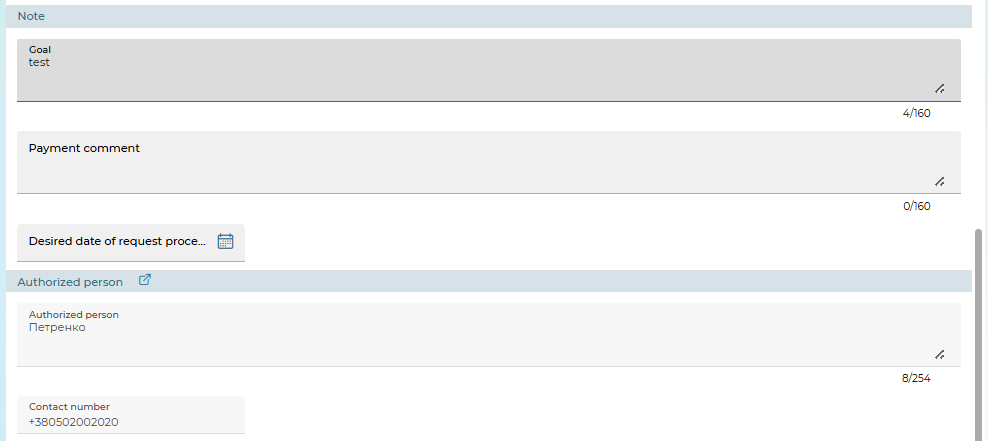 Note
Goal
test
4/160
Payment comment
0/160
Desired date of request proce...
Authorized person
Authorized person
Петренко
8/254
Contact number
+380502002020